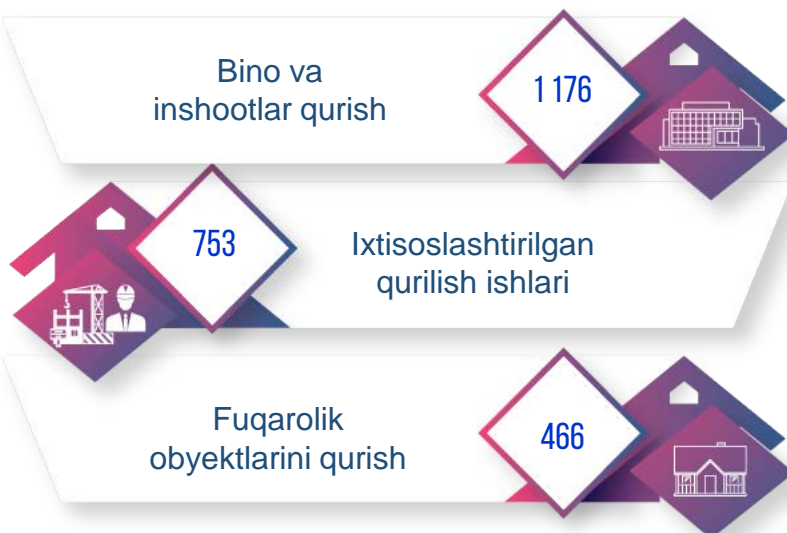 Bino va
inshootlar qurish
1 176
753
Ixtisoslashtirilgan
qurilish ishlari
Fuqarolik
obyektlarini qurish
466